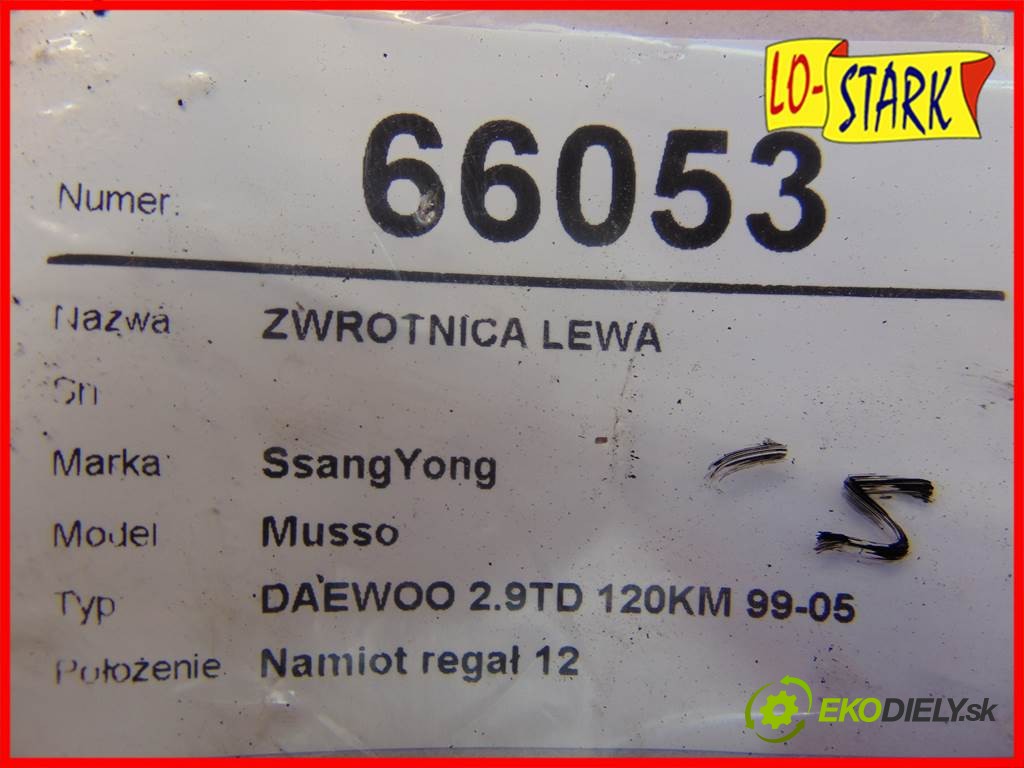 LO-STARK
Numer: 66053
Nazwa ZWROTNICA LEWA
Sn
Marka SsangYong
Model Musso
Typ DAEWOO 2.9TD 120KM 99-05
Położenie Namiot regał 12
EKODIELY.sk